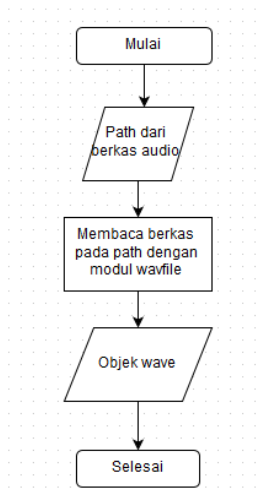 Mulai
Path dari
berkas audio
Membaca berkas
pada path dengan
modul wavfile
Objek wave
Selesai